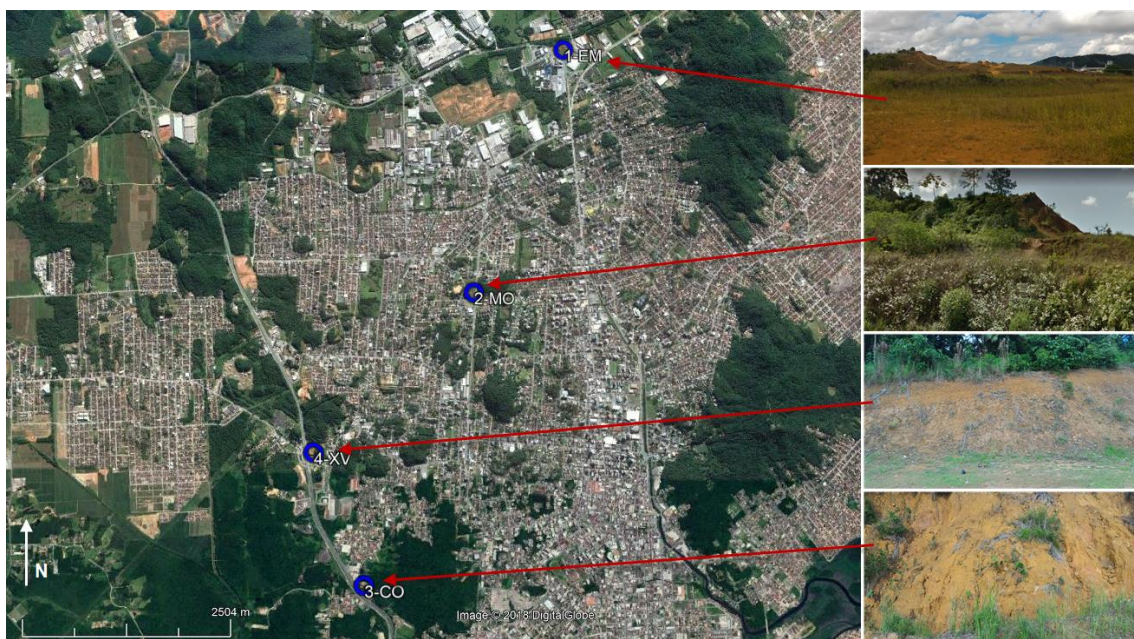 1-EM
2-MO
4-XV
3-CO
N
2504 m
Image © 2018 DigitalGlobe